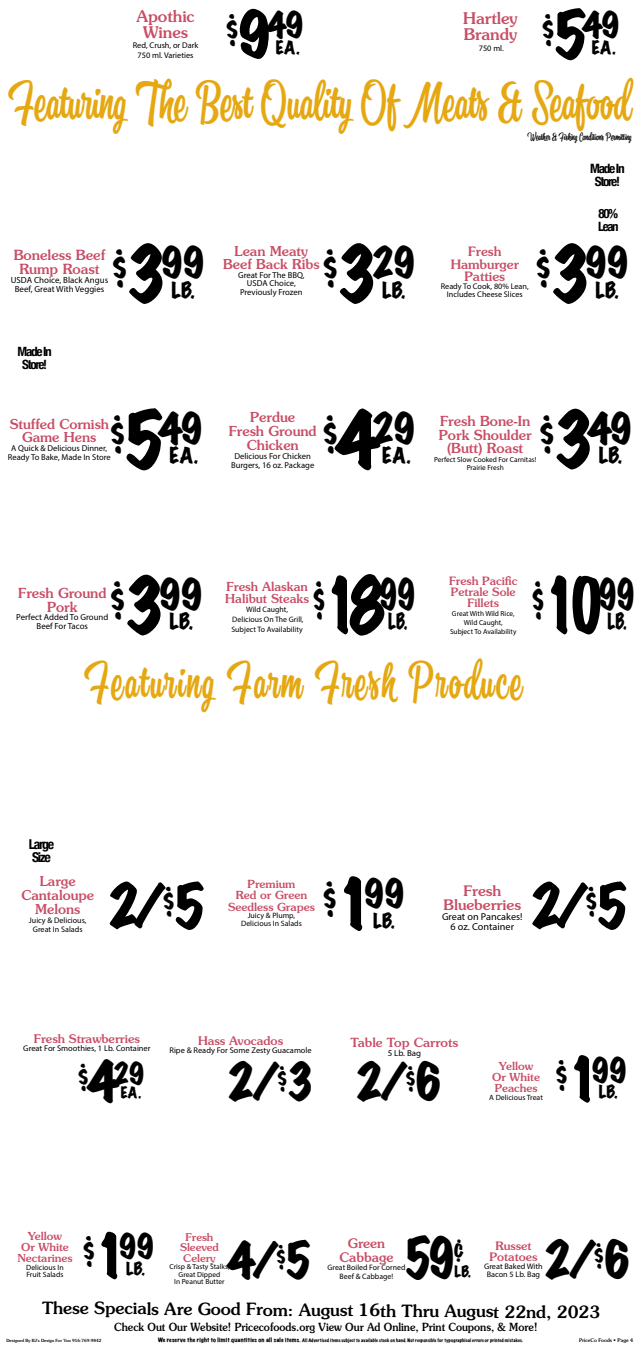 Apothic
Wines
Red, Crush, or Dark
750 ml. Varieties
$9.49
EA.
Hartley
Brandy
750 ml.
$5.49
EA.
Featuring The Best Quality Of Meats & Seafood
Weather & Fishing Conditions Permitting
Made In
Store!
80%
Lean
Boneless Beef
Rump Roast
USDA Choice, Black Angus
Beef, Great With Veggies
$3.99
LB.
Lean Meaty
Beef Back Ribs
Great For The BBQ,
USDA Choice,
Previously Frozen
$3.29
LB.
Fresh
Hamburger
Patties
Ready To Cook, 80% Lean,
Includes Cheese Slices
$3.99
LB.
Made In
Store!
Stuffed Cornish
Game Hens
A Quick & Delicious Dinner,
Ready To Bake, Made In Store
$5.49
EA.
Perdue
Fresh Ground
Chicken
Delicious For Chicken
Burgers, 16 oz. Package
$4.29
EA.
Fresh Bone-In
Pork Shoulder
(Butt) Roast
Perfect Slow Cooked For Carnitas!
Prairie Fresh
$3.49
LB.
Fresh Ground
Pork
Perfect Added To Ground
Beef For Tacos
$3.99
LB.
Fresh Alaskan
Halibut Steaks
Wild Caught,
Delicious On The Grill,
Subject To Availability
$18.99
LB.
Fresh Pacific
Petrale Sole
Fillets
Great With Wild Rice,
Wild Caught,
Subject To Availability
$10.99
LB.
Featuring Farm Fresh Produce
Large
Size
Large
Cantaloupe
Melons
Juicy & Delicious,
Great In Salads
2/$5
Premium
Red or Green
Seedless Grapes
Juicy & Plump,
Delicious In Salads
$1.99
LB.
Fresh
Blueberries
Great on Pancakes!
6 oz. Container
2/$5
Fresh Strawberries
Great For Smoothies, 1 Lb. Container
$4.29
EA.
Hass Avocados
Ripe & Ready For Some Zesty Guacamole
2/$3
Table Top Carrots
5 Lb. Bag
2/$6
Yellow
Or White
Peaches
A Delicious Treat
$1.99
LB.
Yellow
Or White
Nectarines
Delicious In
Fruit Salads
$1.99
LB.
Fresh
Sleeved
Celery
Crisp & Tasty Stalks
Great Dipped
In Peanut Butter
4/$5
Green
Cabbage
Great Boiled For Corned
Beef & Cabbage!
59¢
LB.
Russet
Potatoes
Great Baked With
Bacon 5 Lb. Bag
2/$6
These Specials Are Good From: August 16th Thru August 22nd, 2023
Check Out Our Website! Pricecofoods.org View Our Ad Online, Print Coupons, & More!
Designed By BJ's Design For You 916-769-9842
We reserve the right to limit quantities on all sale items. All Advertised items subject to available stock on hand. Not responsible for typographical errors or printed mistakes.
PriceCo Foods • Page 4